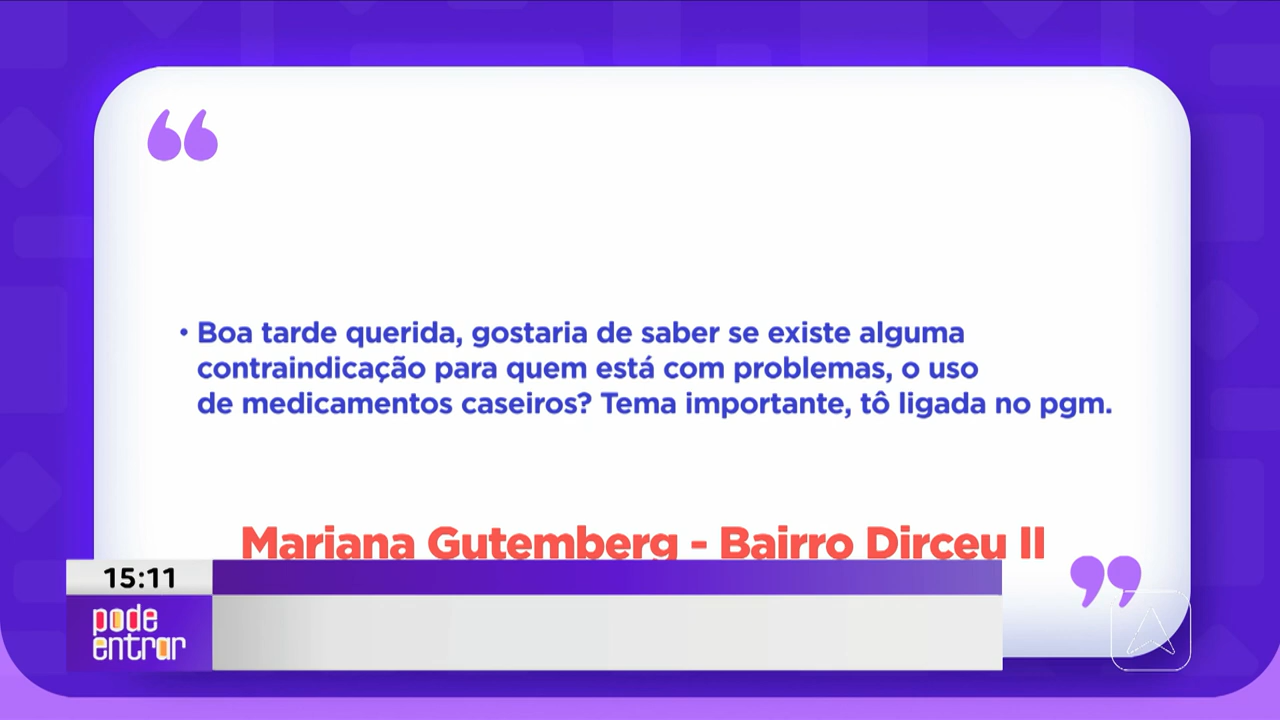 “
• Boa tarde querida, gostaria de saber se existe alguma
contraindicação para quem está com problemas, o uso
de medicamentos caseiros? Tema importante, tô ligada no pgm.
Mariana Gutemberg - Bairro Dirceu II
”
15:11
pode
entrar